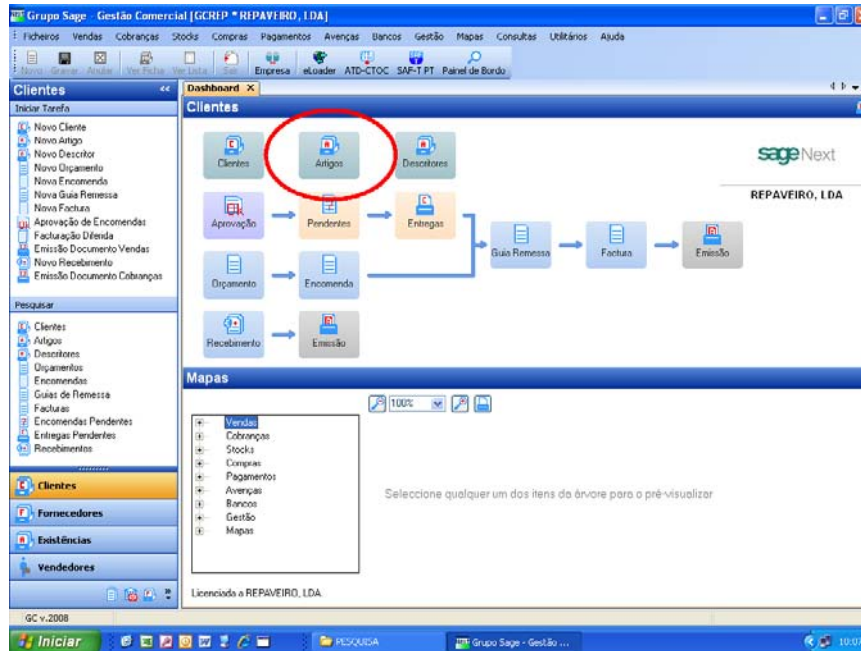 Grupo Sage - Gestão Comercial [GCREP * REPAVEIRO, LDA]
Ficheiros Vendas Cobranças Stocks Compras Pagamentos Avenças Bancos Gestão Mapas Consultas Utilitários Ajuda
Novo Gravar Anular Ver Ficha Ver Lista Sair Empresa eLoader ATD-CTOC SAF-T PT Painel de Bordo
Clientes
Iniciar Tarefa
Novo Cliente
Novo Artigo
Novo Descritor
Novo Orçamento
Nova Encomenda
Nova Guia Remessa
Nova Factura
Aprovação de Encomendas
Facturação Diferida
Emissão Documento Vendas
Novo Recebimento
Emissão Documento Cobranças
Pesquisar
Clientes
Artigos
Descritores
Orçamentos
Encomendas
Guias de Remessa
Facturas
Encomendas Pendentes
Entregas Pendentes
Recebimentos
Clientes
Fornecedores
Existências
Vendedores
Dashboard X
Clientes
Clientes Artigos Descritores
sage Next
REPAVEIRO, LDA
Aprovação Pendentes Entregas
Guia Remessa Factura Emissão
Orçamento Encomenda
Recebimento Emissão
Mapas
100%
Vendas
Cobranças
Stocks
Compras
Pagamentos
Avenças
Bancos
Gestão
Mapas
Seleccione qualquer um dos itens da árvore para o pré-visualizar
Licenciada a REPAVEIRO, LDA
GC v.2008
Iniciar PESQUISA Grupo Sage - Gestão ... 10:07